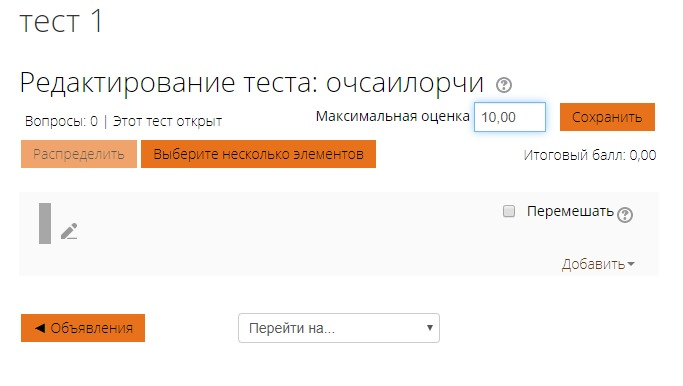 тест 1
Редактирование теста: очсаилорчи
Вопросы: 0 | Этот тест открыт
Максимальная оценка 10,00 Сохранить
Распределить Выберите несколько элементов Итоговый балл: 0,00
Перемешать
Добавить
◄ Объявления Перейти на...